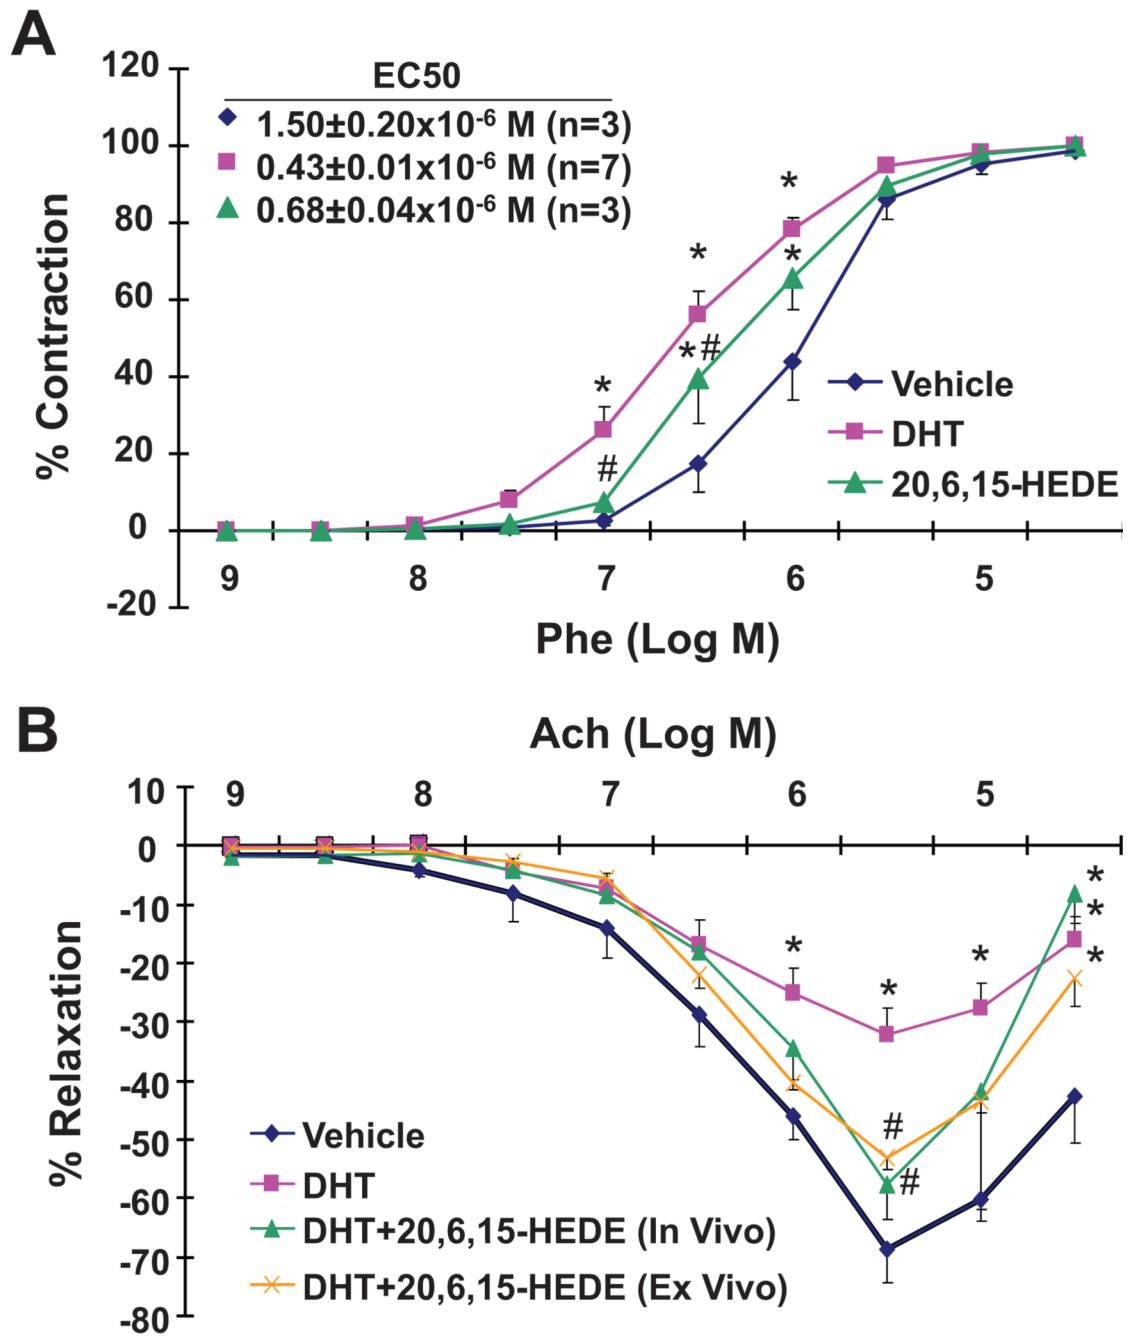 A
120
100
80
60
40
20
0
-20
% Contraction
EC50
1.50±0.20x10⁻⁶ M (n=3)
0.43±0.01x10⁻⁶ M (n=7)
0.68±0.04x10⁻⁶ M (n=3)
*
*
*
*
*#
#
Vehicle
DHT
20,6,15-HEDE
9 8 7 6 5
Phe (Log M)
B
Ach (Log M)
9 8 7 6 5
10
0
-10
-20
-30
-40
-50
-60
-70
-80
% Relaxation
*
*
*
*
*
*
#
#
Vehicle
DHT
DHT+20,6,15-HEDE (In Vivo)
DHT+20,6,15-HEDE (Ex Vivo)